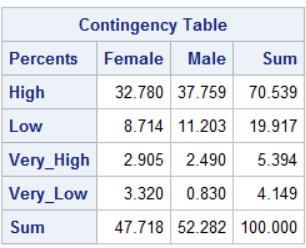 Contingency Table
Percents Female Male Sum
High 32.780 37.759 70.539
Low 8.714 11.203 19.917
Very_High 2.905 2.490 5.394
Very_Low 3.320 0.830 4.149
Sum 47.718 52.282 100.000